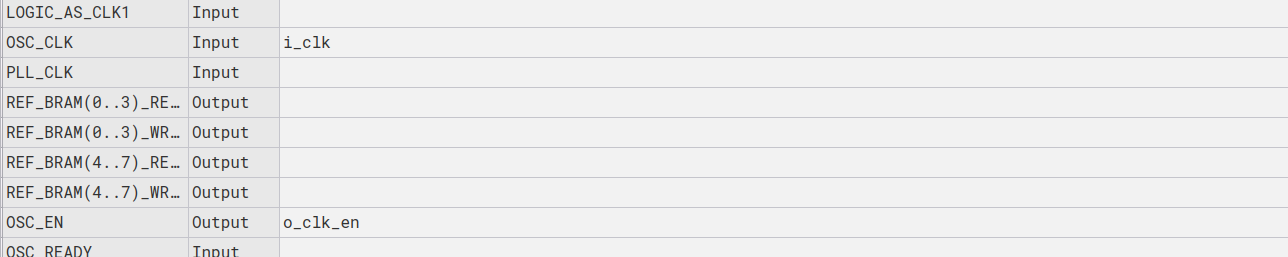 LOGIC_AS_CLK1 Input
OSC_CLK Input i_clk
PLL_CLK Input
REF_BRAM(0..3)_RE… Output
REF_BRAM(0..3)_WR… Output
REF_BRAM(4..7)_RE… Output
REF_BRAM(4..7)_WR… Output
OSC_EN Output o_clk_en
OSC_READY Input